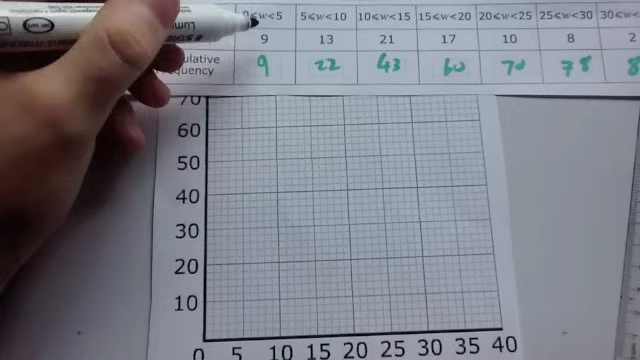 0≤w<5 5≤w<10 10≤w<15 15≤w<20 20≤w<25 25≤w<30 30≤w<
9 13 21 17 10 8 2
ulative
equency
9 22 43 60 70 78 8
70
60
50
40
30
20
10
0 5 10 15 20 25 30 35 40